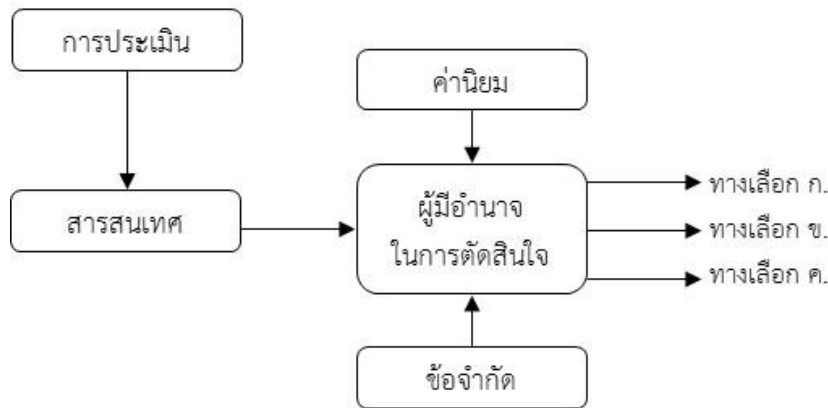 การประเมิน
ค่านิยม
สารสนเทศ
ผู้มีอำนาจ
ในการตัดสินใจ
ทางเลือก ก.
ทางเลือก ข.
ทางเลือก ค.
ข้อจำกัด